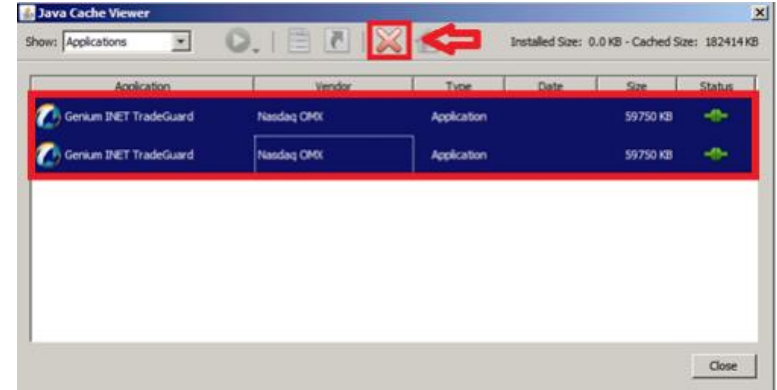 Java Cache Viewer
Show: Applications Installed Size: 0.0 KB - Cached Size: 182414 KB
Application Vendor Type Date Size Status
Genium INET TradeGuard Nasdaq OMX Application 59750 KB
Genium INET TradeGuard Nasdaq OMX Application 59750 KB
Close